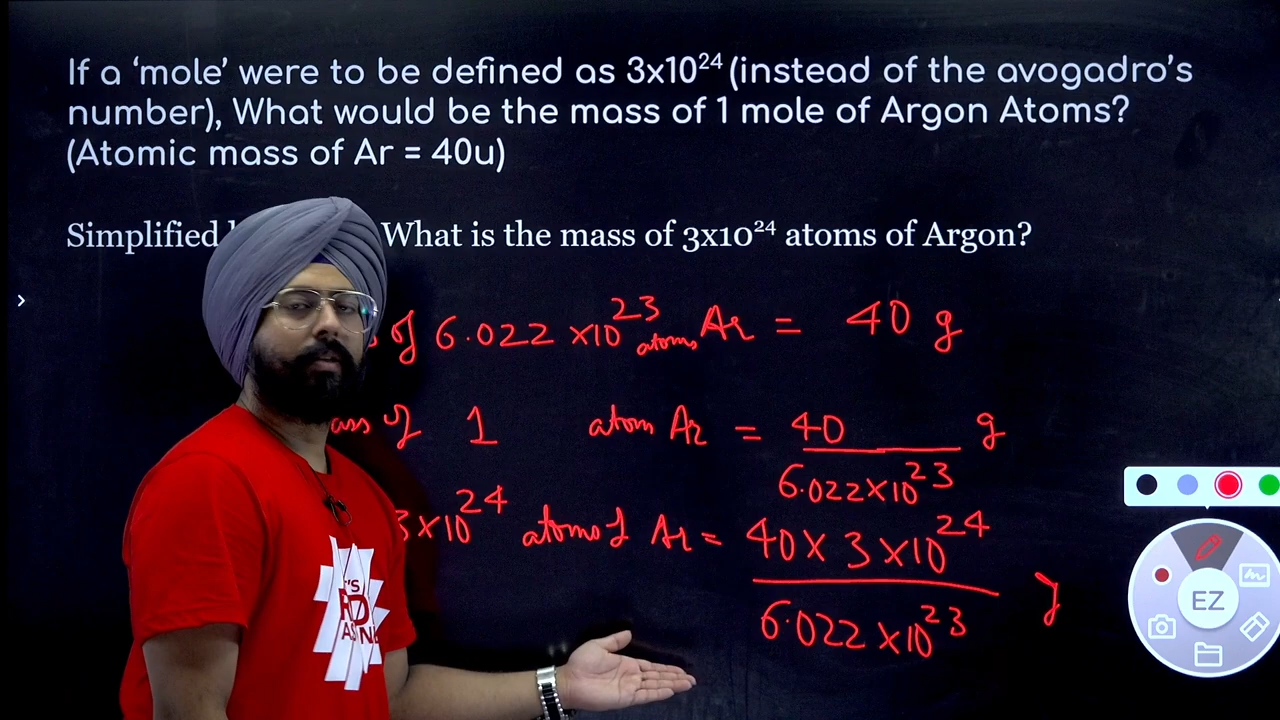 If a ‘mole’ were to be defined as 3x10²⁴ (instead of the avogadro’s
number), What would be the mass of 1 mole of Argon Atoms?
(Atomic mass of Ar = 40u)
Simplified What is the mass of 3x10²⁴ atoms of Argon?
of 6.022 x10²³ atoms Ar = 40 g
ass of 1 atom Ar = 40 g
6.022x10²³
3x10²⁴ atoms of Ar = 40 x 3 x10²⁴ g
6.022 x10²³
EZ